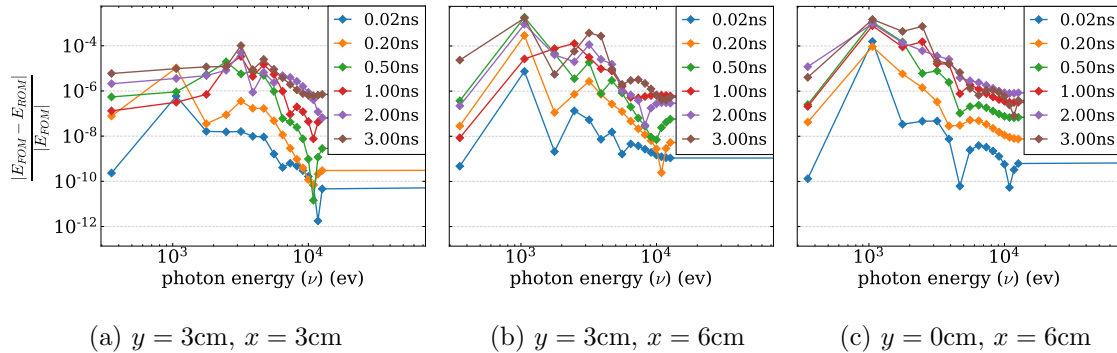 |E_FOM − E_ROM|
|E_FOM|
10^-4
10^-6
10^-8
10^-10
10^-12
0.02ns
0.20ns
0.50ns
1.00ns
2.00ns
3.00ns
10^3 10^4
photon energy (ν) (ev)
0.02ns
0.20ns
0.50ns
1.00ns
2.00ns
3.00ns
10^3 10^4
photon energy (ν) (ev)
0.02ns
0.20ns
0.50ns
1.00ns
2.00ns
3.00ns
10^3 10^4
photon energy (ν) (ev)
(a) y = 3cm, x = 3cm
(b) y = 3cm, x = 6cm
(c) y = 0cm, x = 6cm